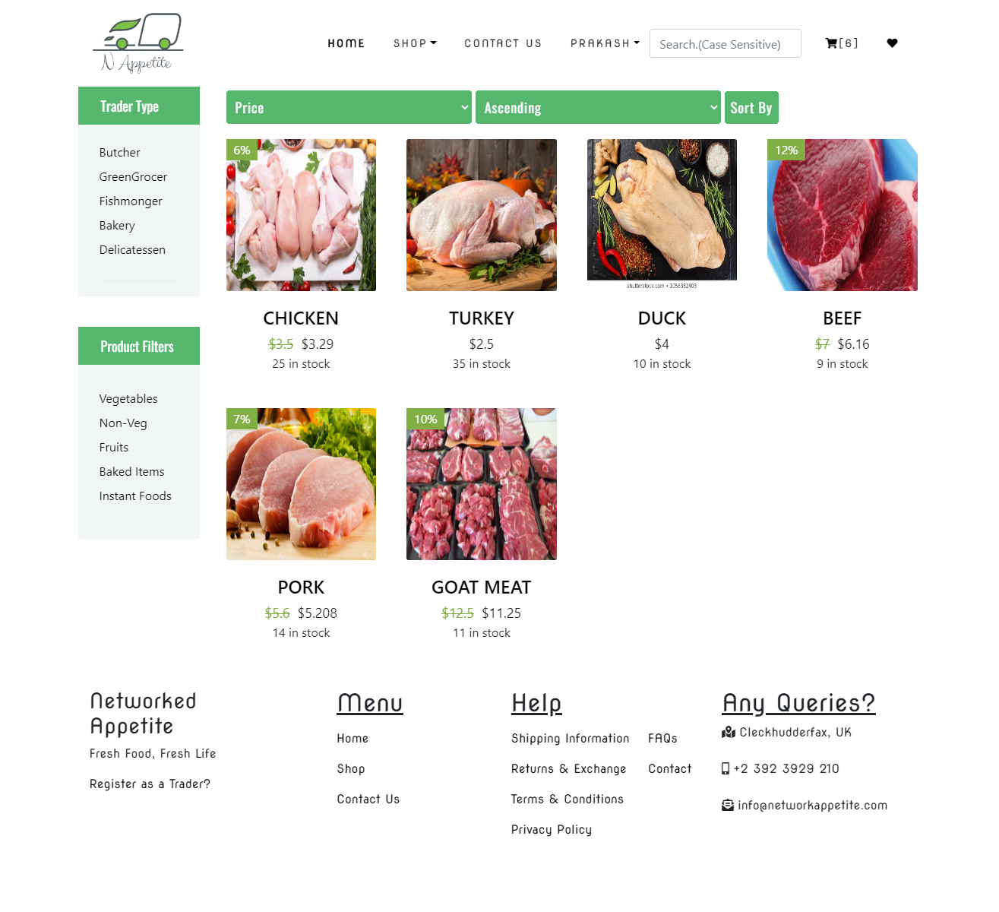 N Appetite
HOME
SHOP
CONTACT US
PRAKASH
Search.(Case Sensitive)
[6]
Trader Type
Butcher
GreenGrocer
Fishmonger
Bakery
Delicatessen
Product Filters
Vegetables
Non-Veg
Fruits
Baked Items
Instant Foods
Price
Ascending
Sort By
6%
CHICKEN
$3.5 $3.29
25 in stock
TURKEY
$2.5
35 in stock
shutterstock.com • 1056382403
DUCK
$4
10 in stock
12%
BEEF
$7 $6.16
9 in stock
7%
PORK
$5.6 $5.208
14 in stock
10%
GOAT MEAT
$12.5 $11.25
11 in stock
Networked
Appetite
Fresh Food, Fresh Life
Register as a Trader?
Menu
Home
Shop
Contact Us
Help
Shipping Information
Returns & Exchange
Terms & Conditions
Privacy Policy
FAQs
Contact
Any Queries?
Cleckhudderfax, UK
+2 392 3929 210
info@networkappetite.com